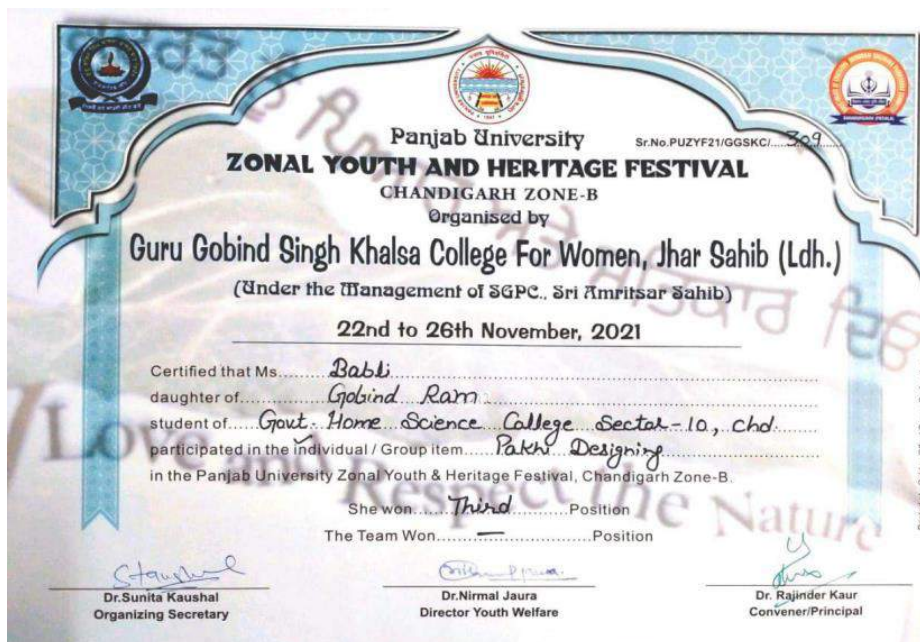 Panjab University
Sr.No.PUZYF21/GGSKC/....309....
ZONAL YOUTH AND HERITAGE FESTIVAL
CHANDIGARH ZONE-B
Organised by
Guru Gobind Singh Khalsa College For Women, Jhar Sahib (Ldh.)
(Under the Management of SGPC., Sri Amritsar Sahib)
22nd to 26th November, 2021
Certified that Ms. Babli
daughter of Gobind Ram
student of Govt. Home Science College Sector-10, chd.
participated in the individual / Group item Pakhi Designing
in the Panjab University Zonal Youth & Heritage Festival, Chandigarh Zone-B.
She won Third Position
The Team Won — Position
Love and Respect the Nature
Dr.Sunita Kaushal
Organizing Secretary
Dr.Nirmal Jaura
Director Youth Welfare
Dr. Rajinder Kaur
Convener/Principal